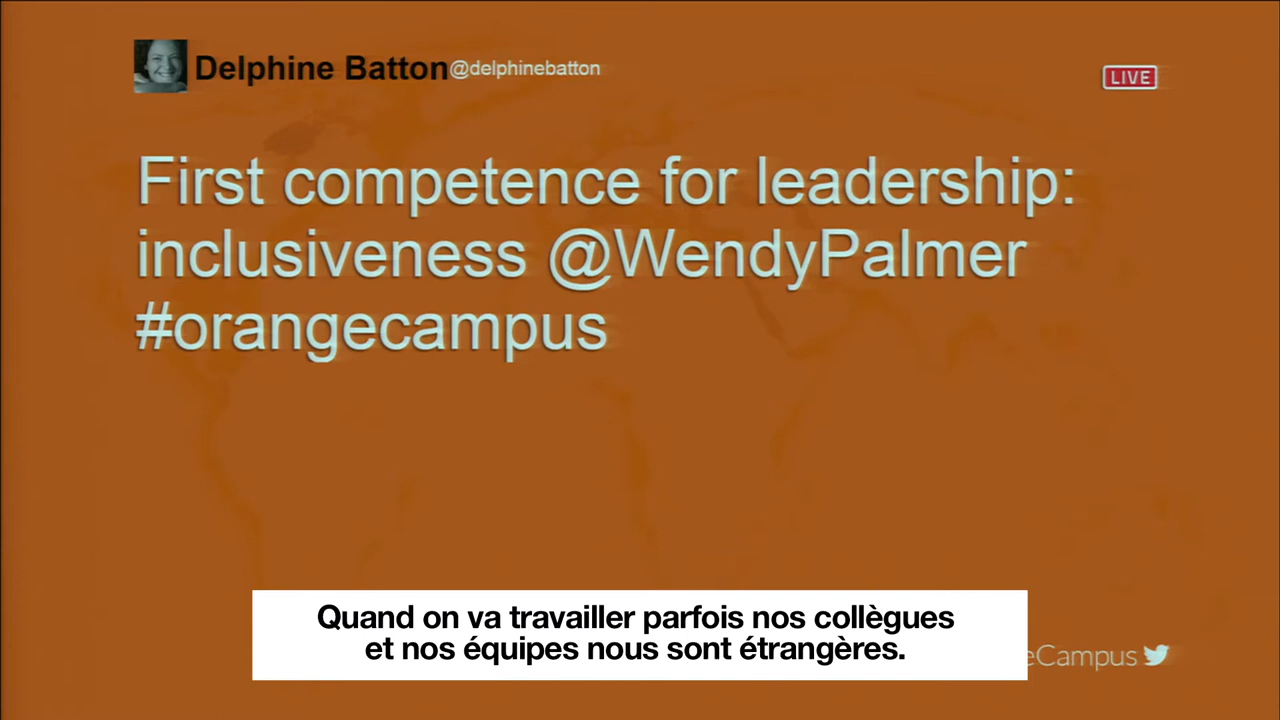 Delphine Batton@delphinebatton
LIVE
First competence for leadership:
inclusiveness @WendyPalmer
#orangecampus
Quand on va travailler parfois nos collègues
et nos équipes nous sont étrangères.
eCampus